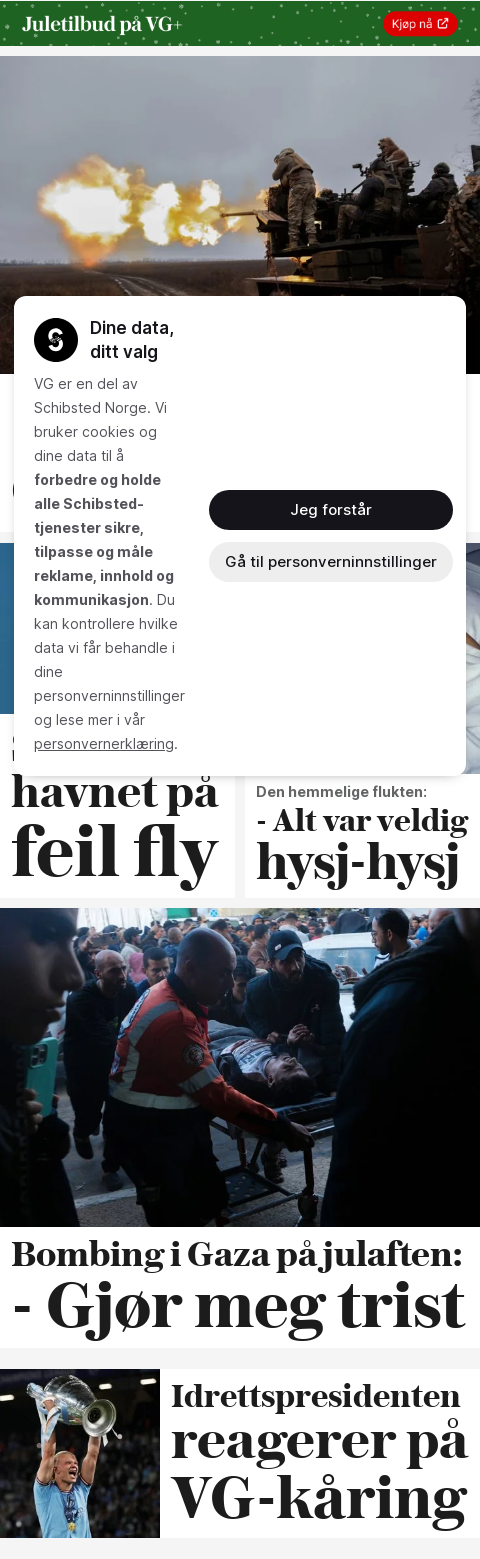 Juletilbud på VG+
Kjøp nå
Dine data,
ditt valg
VG er en del av
Schibsted Norge. Vi
bruker cookies og
dine data til å
forbedre og holde
alle Schibsted-
tjenester sikre,
tilpasse og måle
reklame, innhold og
kommunikasjon. Du
kan kontrollere hvilke
data vi får behandle i
dine
personverninnstillinger
og lese mer i vår
personvernerklæring.
Jeg forstår
Gå til personverninnstillinger
havnet på
feil fly
Den hemmelige flukten:
- Alt var veldig
hysj-hysj
Bombing i Gaza på julaften:
- Gjør meg trist
Idrettspresidenten
reagerer på
VG-kåring